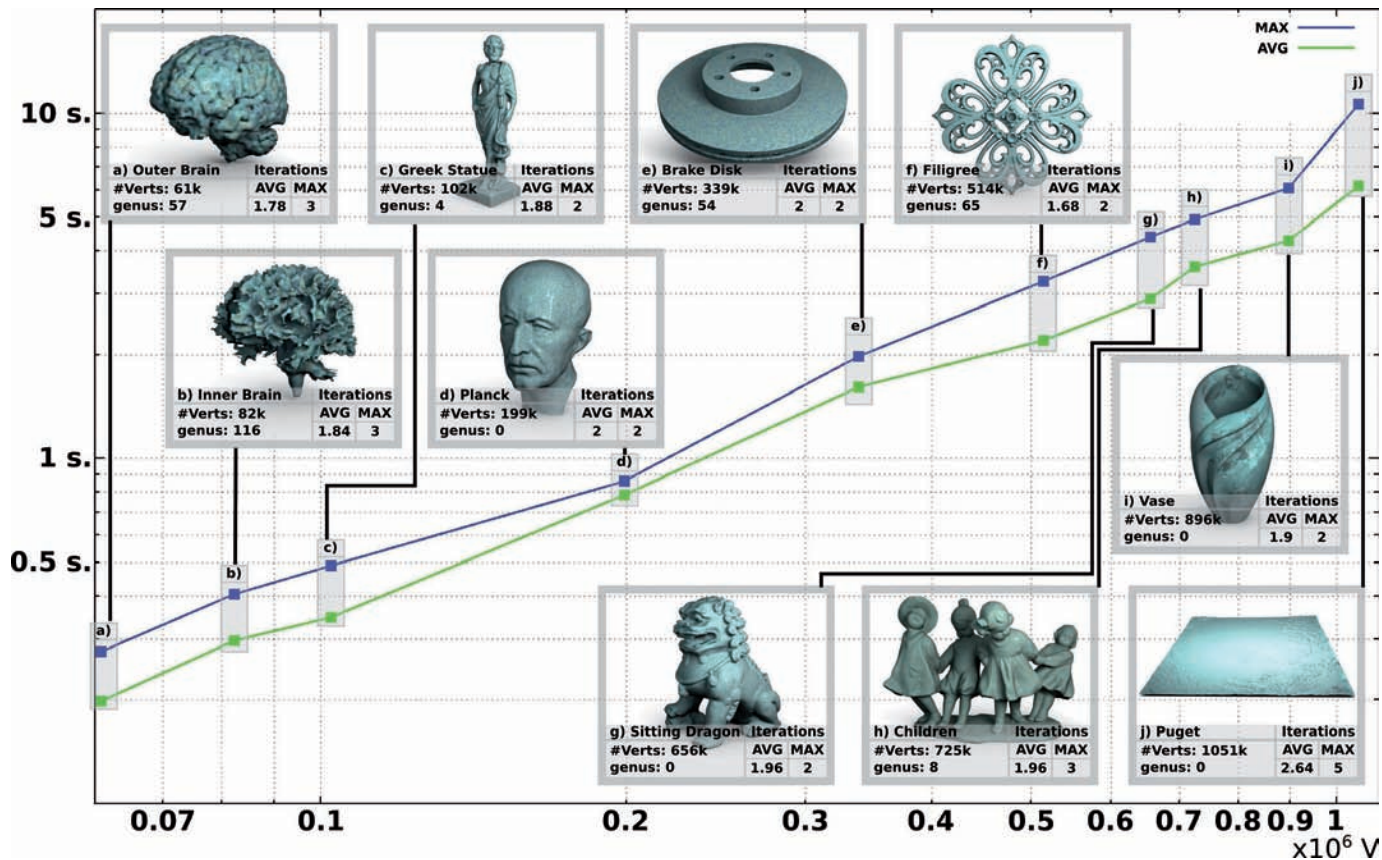 MAX
AVG
10 s.
5 s.
1 s.
0.5 s.
a) Outer Brain Iterations
#Verts: 61k AVG MAX
genus: 57 1.78 3
c) Greek Statue Iterations
#Verts: 102k AVG MAX
genus: 4 1.88 2
e) Brake Disk Iterations
#Verts: 339k AVG MAX
genus: 54 2 2
f) Filigree Iterations
#Verts: 514k AVG MAX
genus: 65 1.68 2
b) Inner Brain Iterations
#Verts: 82k AVG MAX
genus: 116 1.84 3
d) Planck Iterations
#Verts: 199k AVG MAX
genus: 0 2 2
i) Vase Iterations
#Verts: 896k AVG MAX
genus: 0 1.9 2
g) Sitting Dragon Iterations
#Verts: 656k AVG MAX
genus: 0 1.96 2
h) Children Iterations
#Verts: 725k AVG MAX
genus: 8 1.96 3
j) Puget Iterations
#Verts: 1051k AVG MAX
genus: 0 2.64 5
a)
b)
c)
d)
e)
f)
g)
h)
i)
j)
0.07 0.1 0.2 0.3 0.4 0.5 0.6 0.7 0.8 0.9 1
x10⁶ V